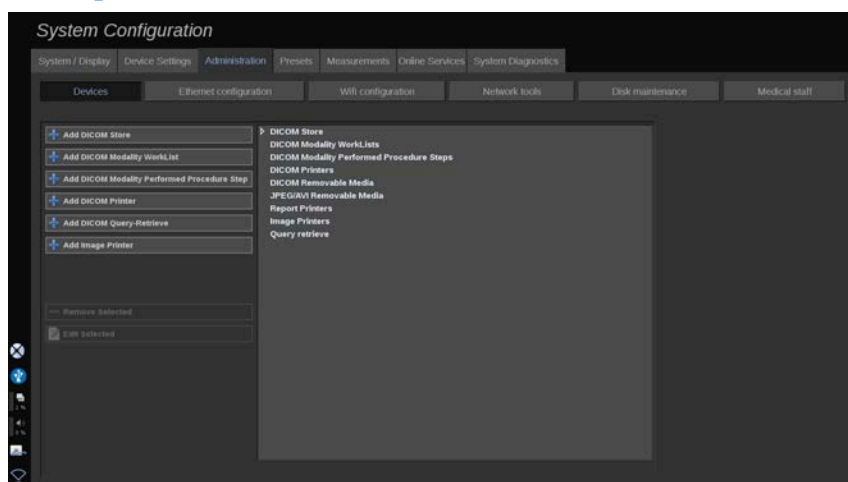 System Configuration
System / Display Device Settings Administration Presets Measurements Online Services System Diagnostics
Devices Ethernet configuration Wifi configuration Network tools Disk maintenance Medical staff
Add DICOM Store
Add DICOM Modality WorkList
Add DICOM Modality Performed Procedure Step
Add DICOM Printer
Add DICOM Query-Retrieve
Add Image Printer
Remove Selected
Edit Selected
DICOM Store
DICOM Modality WorkLists
DICOM Modality Performed Procedure Steps
DICOM Printers
DICOM Removable Media
JPEG/AVI Removable Media
Report Printers
Image Printers
Query retrieve